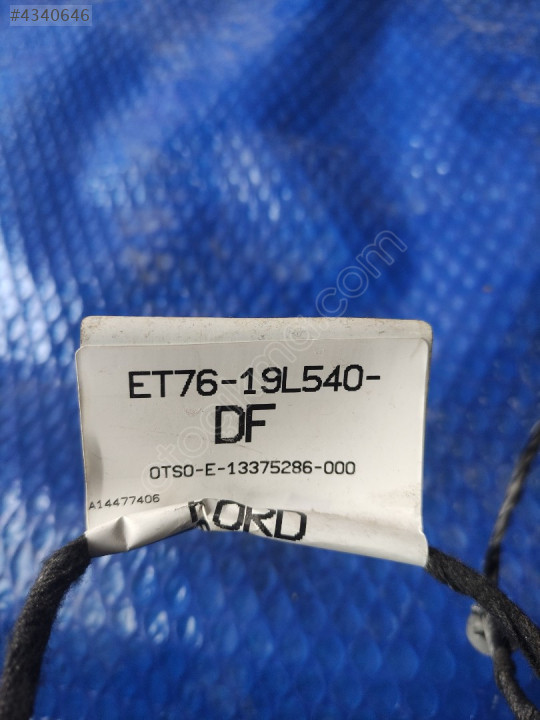 #4340646
ET76-19L540-
DF
OTSO-E-13375286-000
A14477406